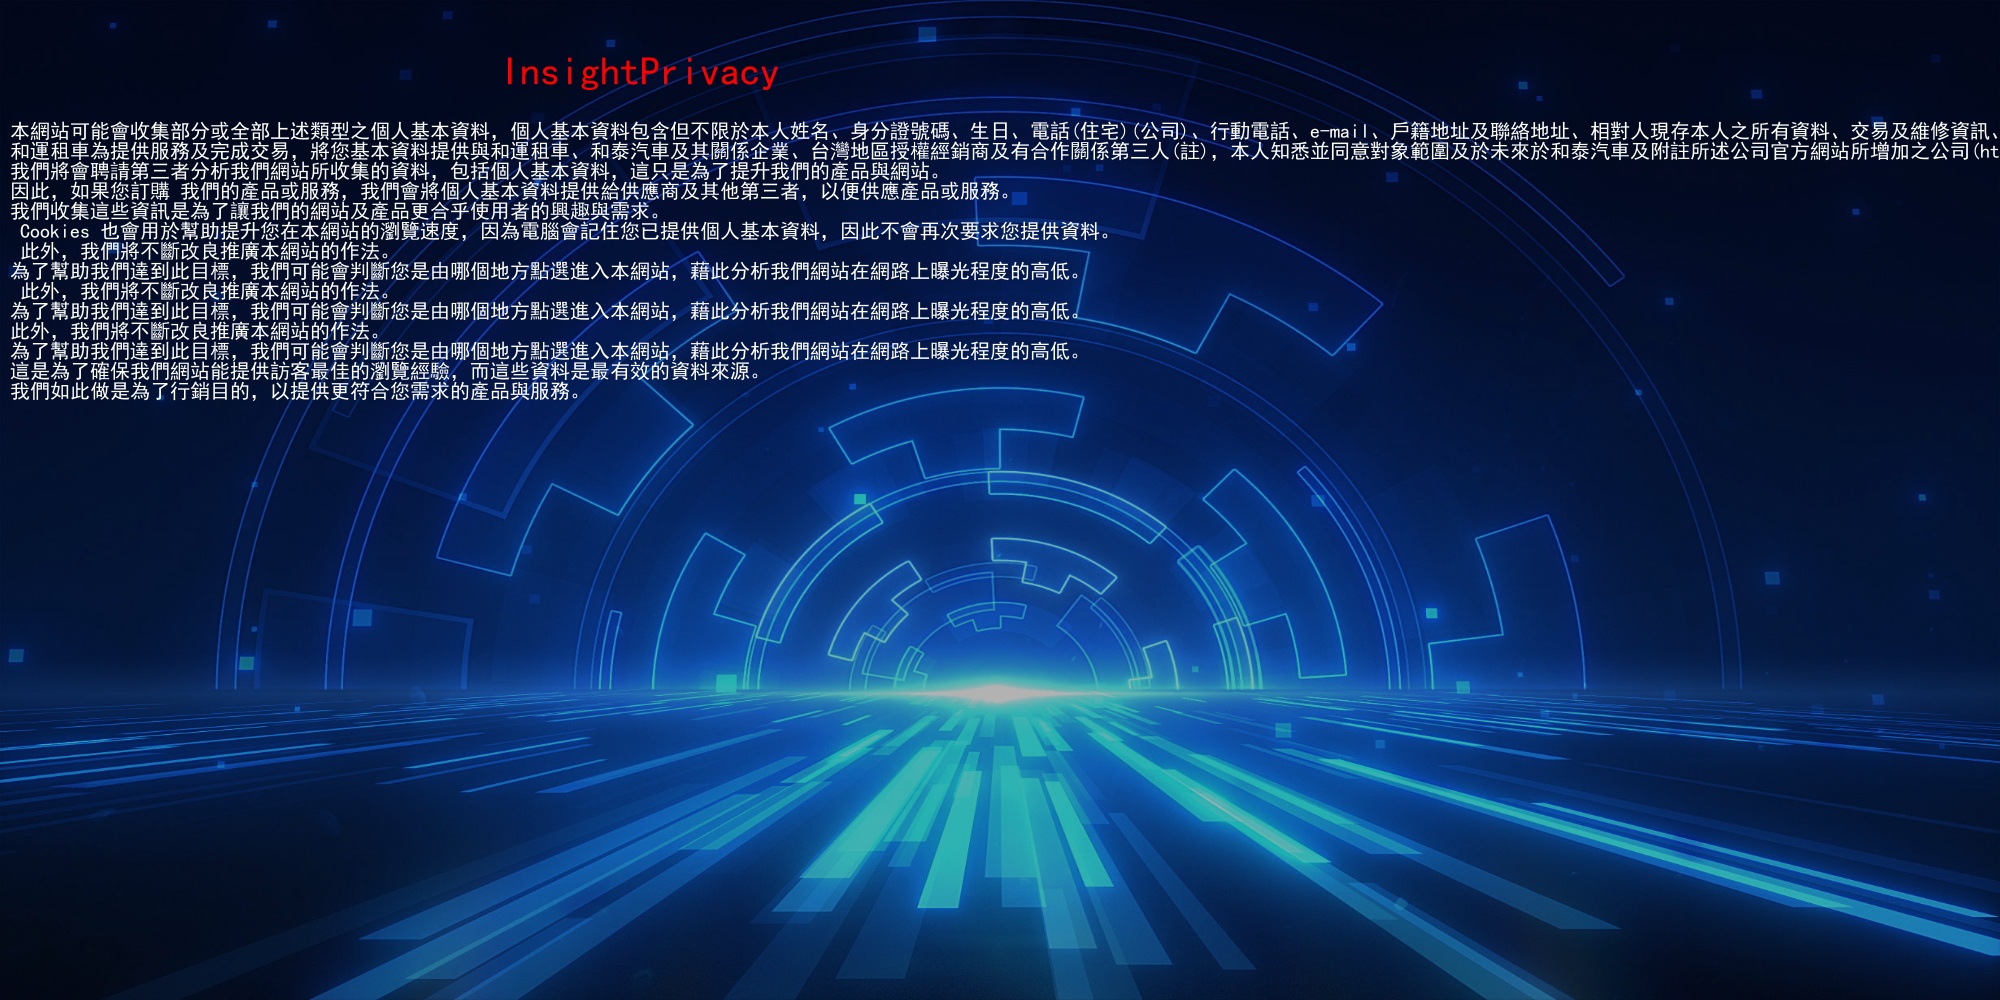 InsightPrivacy
本網站可能會收集部分或全部上述類型之個人基本資料，個人基本資料包含但不限於本人姓名、身分證號碼、生日、電話(住宅)(公司)、行動電話、e-mail、戶籍地址及聯絡地址、相對人現存本人之所有資料、交易及維修資訊、
和運租車為提供服務及完成交易，將您基本資料提供與和運租車、和泰汽車及其關係企業、台灣地區授權經銷商及有合作關係第三人(註)，本人知悉並同意對象範圍及於未來於和泰汽車及附註所述公司官方網站所增加之公司(ht
我們將會聘請第三者分析我們網站所收集的資料，包括個人基本資料，這只是為了提升我們的產品與網站。
因此，如果您訂購 我們的產品或服務，我們會將個人基本資料提供給供應商及其他第三者，以便供應產品或服務。
我們收集這些資訊是為了讓我們的網站及產品更合乎使用者的興趣與需求。
Cookies 也會用於幫助提升您在本網站的瀏覽速度，因為電腦會記住您已提供個人基本資料，因此不會再次要求您提供資料。
此外，我們將不斷改良推廣本網站的作法。
為了幫助我們達到此目標，我們可能會判斷您是由哪個地方點選進入本網站，藉此分析我們網站在網路上曝光程度的高低。
此外，我們將不斷改良推廣本網站的作法。
為了幫助我們達到此目標，我們可能會判斷您是由哪個地方點選進入本網站，藉此分析我們網站在網路上曝光程度的高低。
此外，我們將不斷改良推廣本網站的作法。
為了幫助我們達到此目標，我們可能會判斷您是由哪個地方點選進入本網站，藉此分析我們網站在網路上曝光程度的高低。
這是為了確保我們網站能提供訪客最佳的瀏覽經驗，而這些資料是最有效的資料來源。
我們如此做是為了行銷目的，以提供更符合您需求的產品與服務。